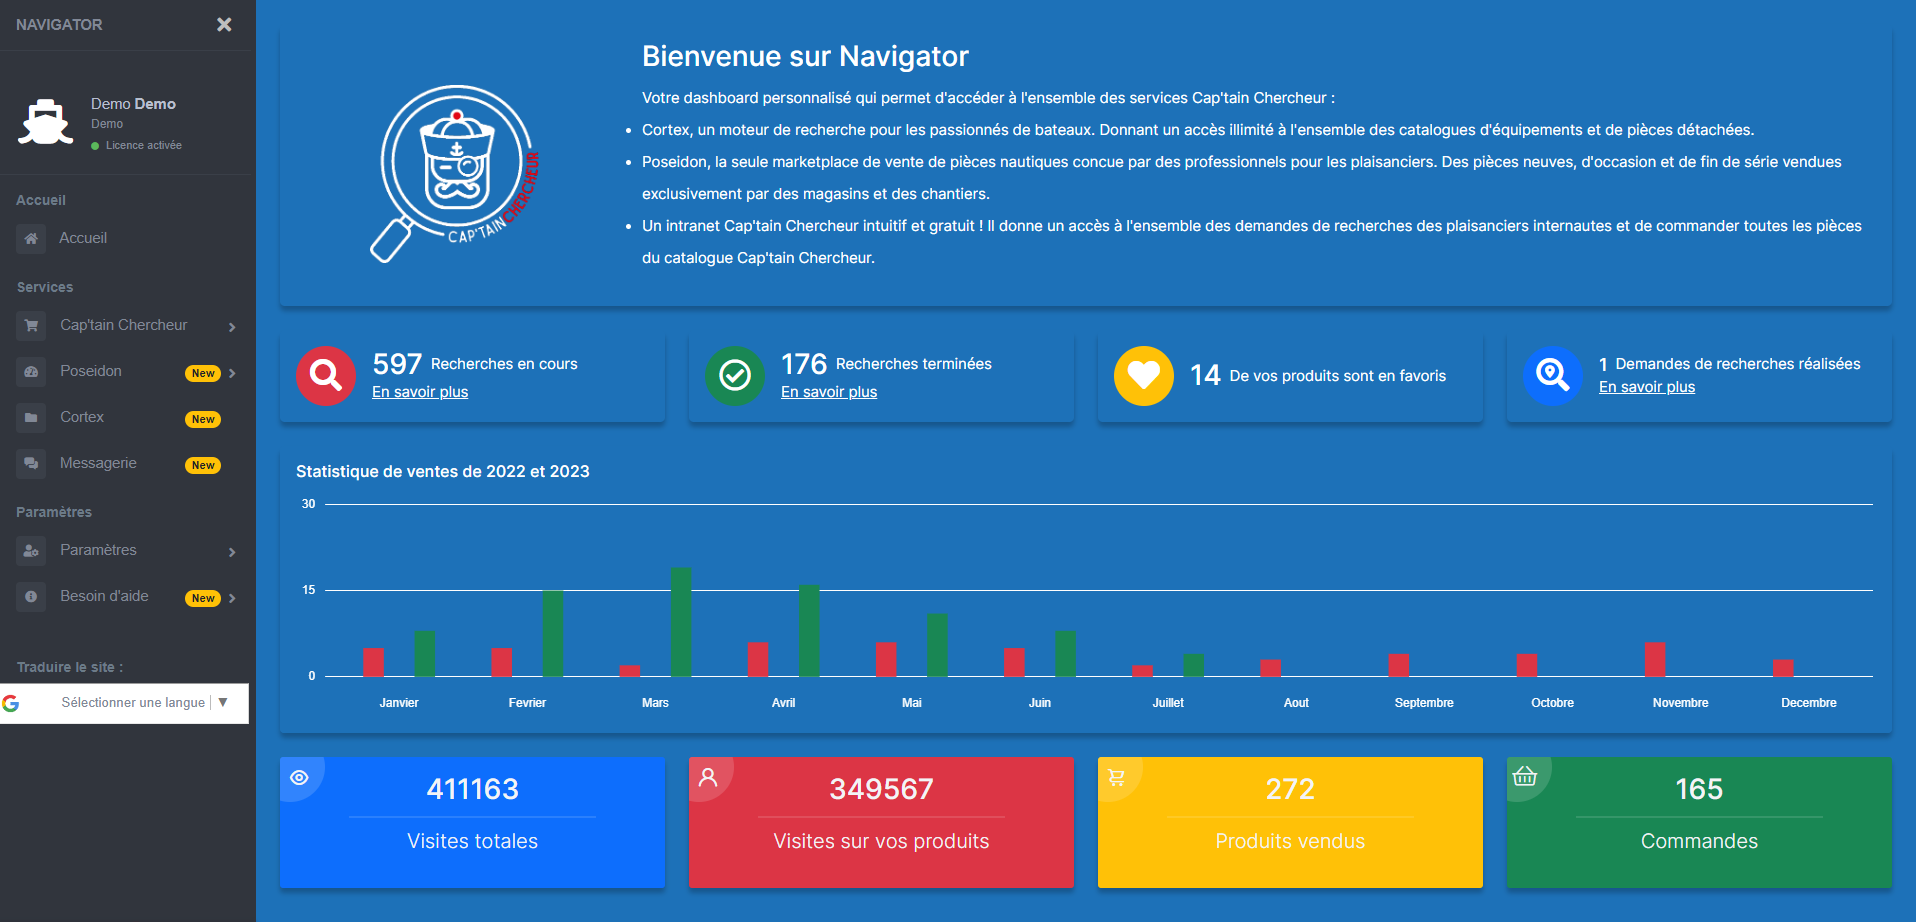 NAVIGATOR
Demo Demo
Demo
Licence activée
Accueil
Accueil
Services
Cap'tain Chercheur
Poseidon New
Cortex New
Messagerie New
Paramètres
Paramètres
Besoin d'aide New
Traduire le site :
Sélectionner une langue ▼
CAP'TAIN CHERCHEUR
Bienvenue sur Navigator
Votre dashboard personnalisé qui permet d'accéder à l'ensemble des services Cap'tain Chercheur :
Cortex, un moteur de recherche pour les passionnés de bateaux. Donnant un accès illimité à l'ensemble des catalogues d'équipements et de pièces détachées.
Poseidon, la seule marketplace de vente de pièces nautiques concue par des professionnels pour les plaisanciers. Des pièces neuves, d'occasion et de fin de série vendues
exclusivement par des magasins et des chantiers.
Un intranet Cap'tain Chercheur intuitif et gratuit ! Il donne un accès à l'ensemble des demandes de recherches des plaisanciers internautes et de commander toutes les pièces
du catalogue Cap'tain Chercheur.
597 Recherches en cours
En savoir plus
176 Recherches terminées
En savoir plus
14 De vos produits sont en favoris
1 Demandes de recherches réalisées
En savoir plus
Statistique de ventes de 2022 et 2023
30
15
0
Janvier Fevrier Mars Avril Mai Juin Juillet Aout Septembre Octobre Novembre Decembre
411163
Visites totales
349567
Visites sur vos produits
272
Produits vendus
165
Commandes